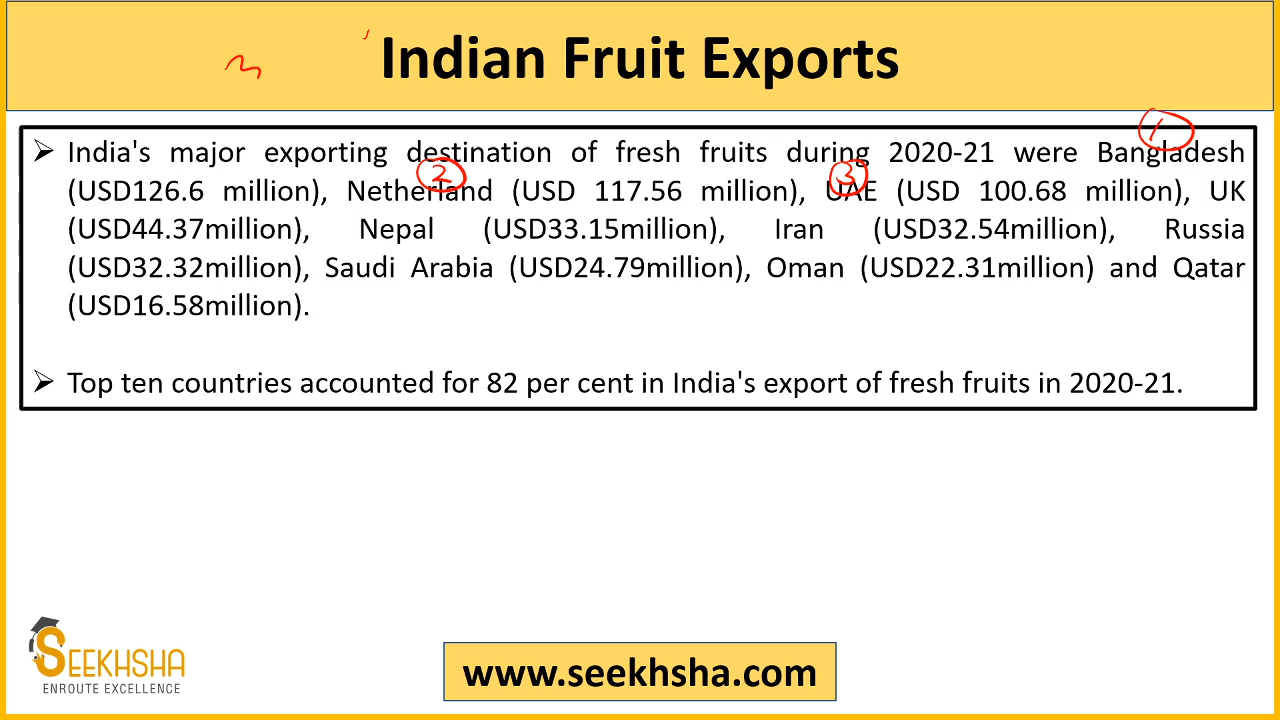 Indian Fruit Exports
➢ India's major exporting destination of fresh fruits during 2020-21 were Bangladesh
(USD126.6 million), Netherland (USD 117.56 million), UAE (USD 100.68 million), UK
(USD44.37million), Nepal (USD33.15million), Iran (USD32.54million), Russia
(USD32.32million), Saudi Arabia (USD24.79million), Oman (USD22.31million) and Qatar
(USD16.58million).
1
2
3
➢ Top ten countries accounted for 82 per cent in India's export of fresh fruits in 2020-21.
SEEKHSHA
ENROUTE EXCELLENCE
www.seekhsha.com